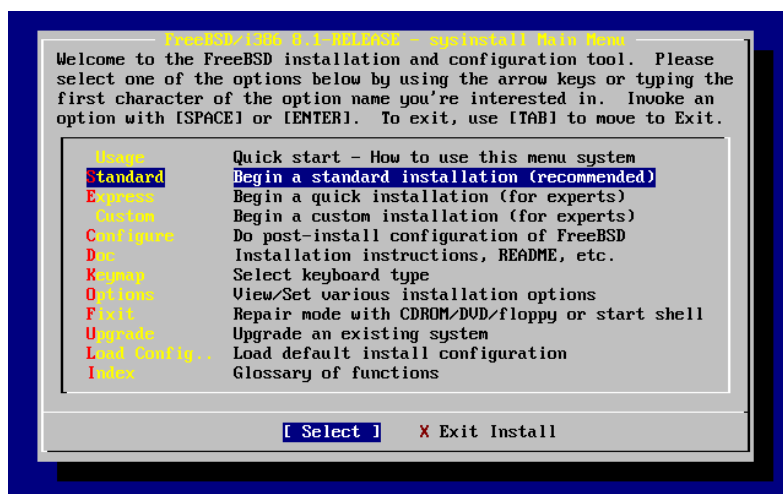 FreeBSD/i386 8.1-RELEASE - sysinstall Main Menu
Welcome to the FreeBSD installation and configuration tool.  Please
select one of the options below by using the arrow keys or typing the
first character of the option name you're interested in.  Invoke an
option with [SPACE] or [ENTER].  To exit, use [TAB] to move to Exit.
Usage Quick start - How to use this menu system
Standard Begin a standard installation (recommended)
Express Begin a quick installation (for experts)
Custom Begin a custom installation (for experts)
Configure Do post-install configuration of FreeBSD
Doc Installation instructions, README, etc.
Keymap Select keyboard type
Options View/Set various installation options
Fixit Repair mode with CDROM/DVD/floppy or start shell
Upgrade Upgrade an existing system
Load Config.. Load default install configuration
Index Glossary of functions
[ Select ] X Exit Install